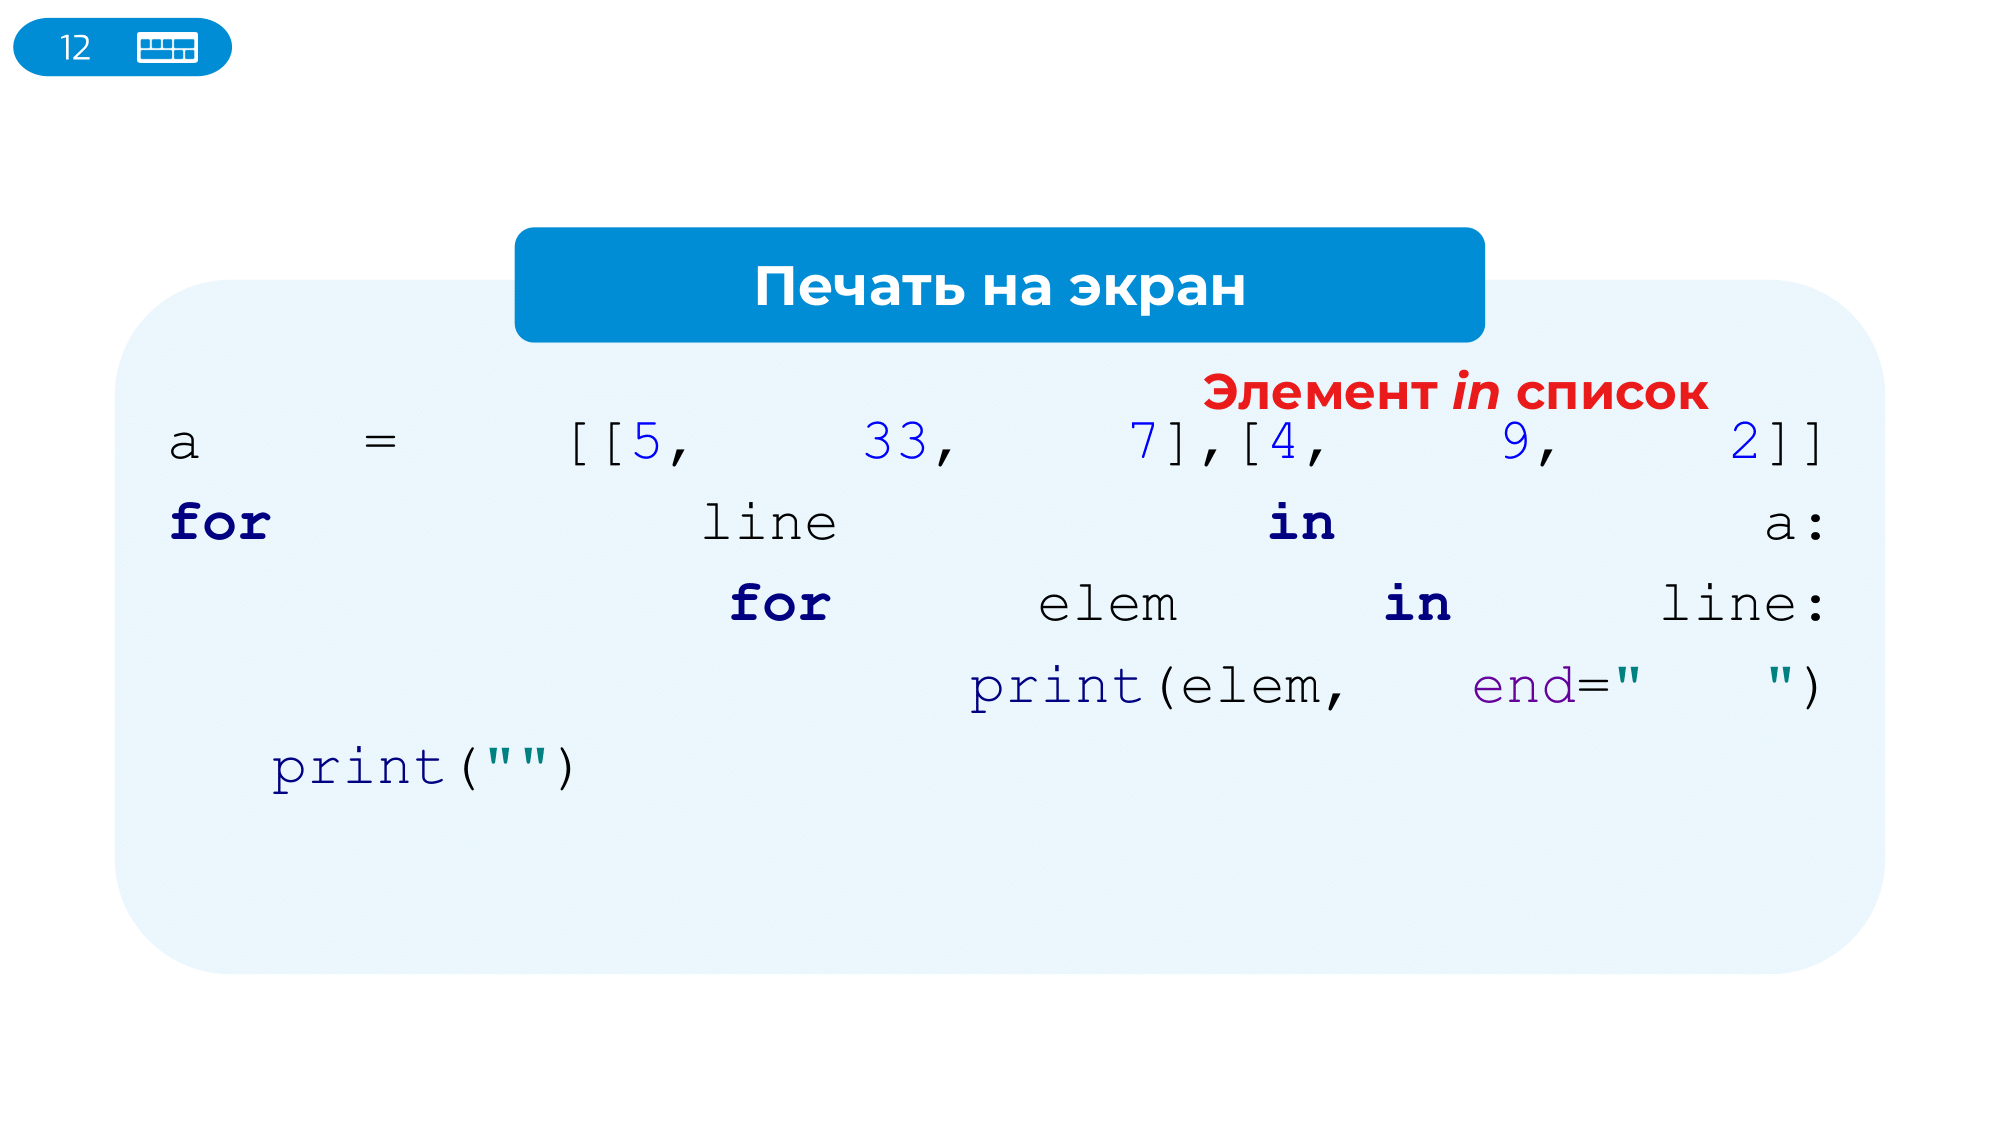 12
Печать на экран
Элемент in список
a = [[5, 33, 7],[4, 9, 2]]
for line in a:
for elem in line:
print(elem, end=" ")
print("")